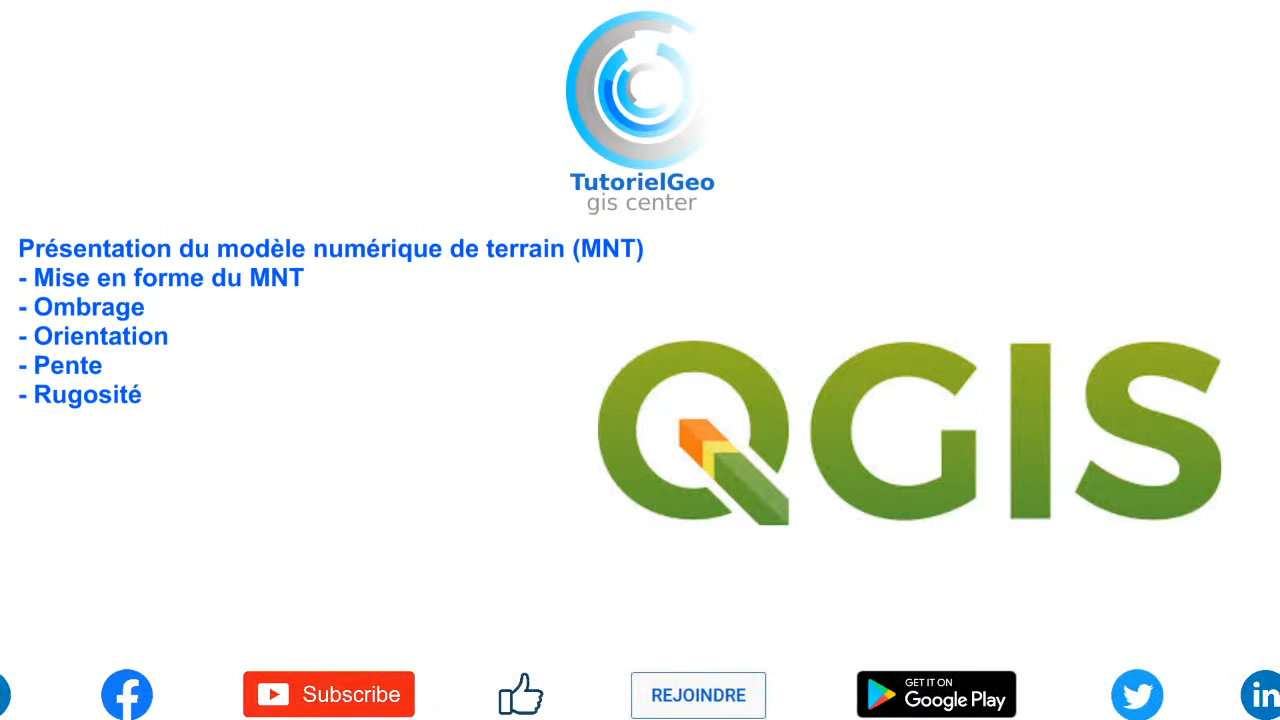 TutorielGeo
gis center
Présentation du modèle numérique de terrain (MNT)
- Mise en forme du MNT
- Ombrage
- Orientation
- Pente
- Rugosité
QGIS
Subscribe
REJOINDRE
GET IT ON
Google Play
in